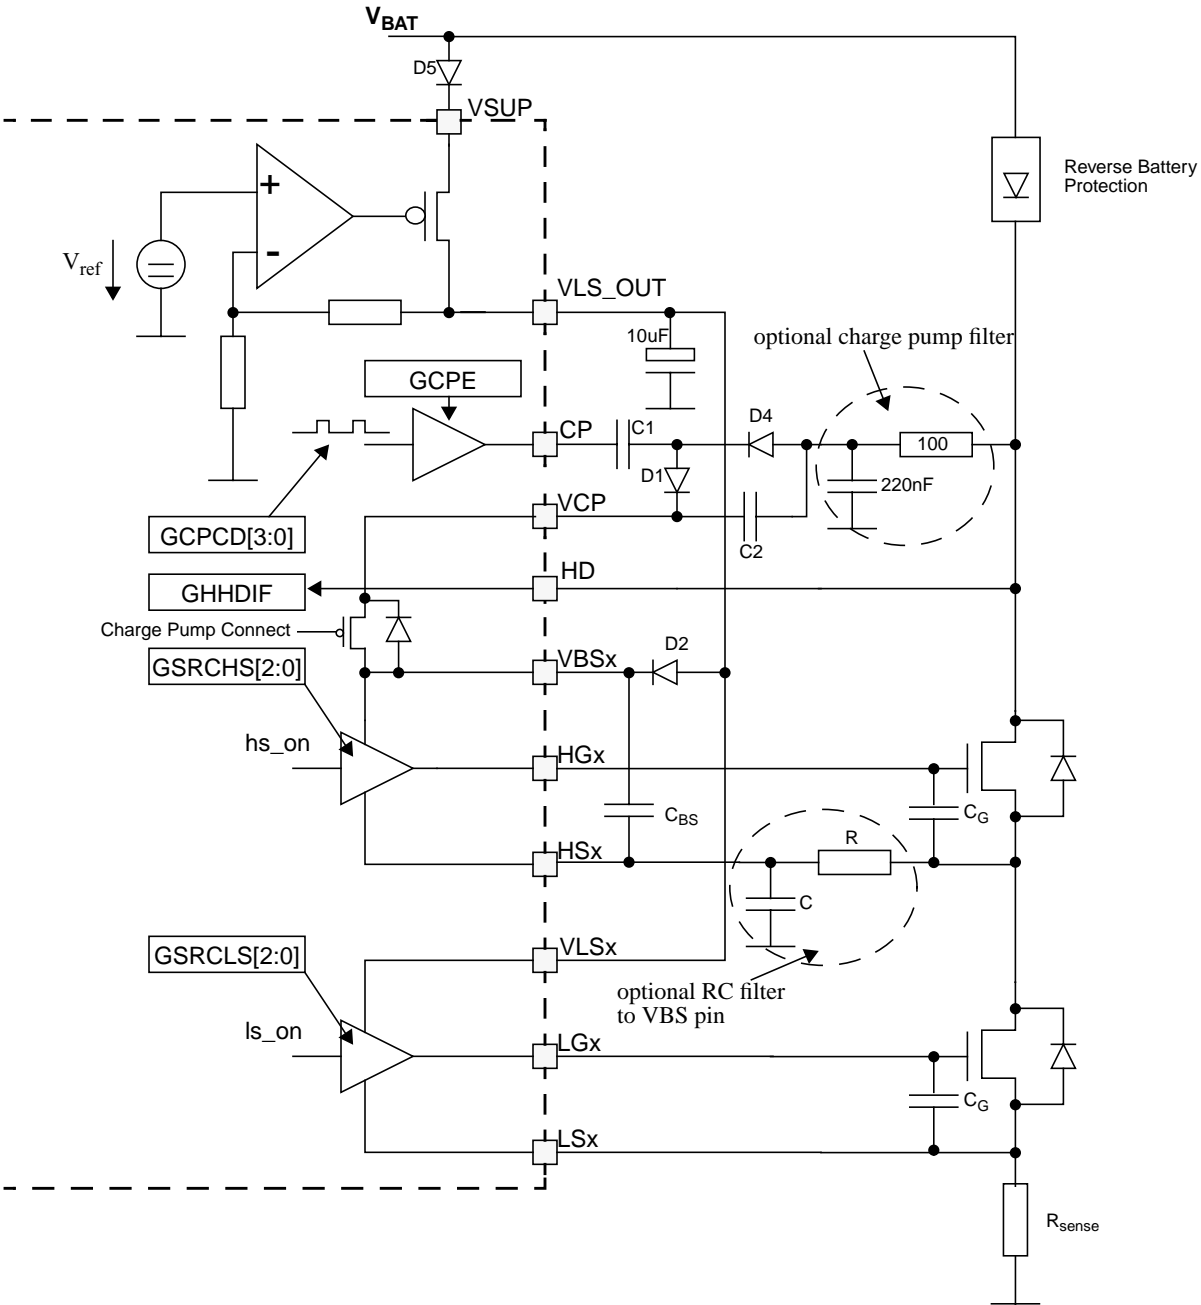 VBAT
D5
VSUP
Reverse Battery
Protection
+
-
Vref
VLS_OUT
10uF
optional charge pump filter
GCPE
CP
C1
D4
100
D1
220nF
VCP
C2
GCPCD[3:0]
HD
GHHDIF
Charge Pump Connect
GSRCHS[2:0]
VBSx
D2
hs_on
HGx
CBS
CG
HSx
R
C
GSRCLS[2:0]
VLSx
optional RC filter
to VBS pin
ls_on
LGx
CG
LSx
Rsense